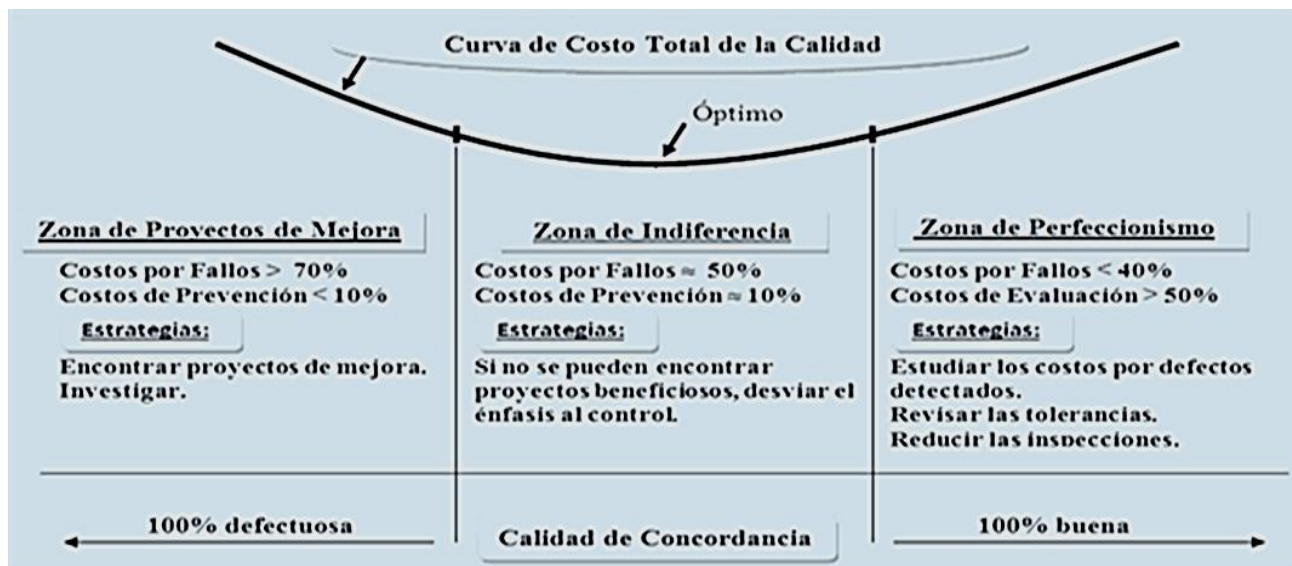 Curva de Costo Total de la Calidad
Óptimo
Zona de Proyectos de Mejora
Costos por Fallos > 70%
Costos de Prevención < 10%
Estrategias:
Encontrar proyectos de mejora.
Investigar.
Zona de Indiferencia
Costos por Fallos ≈ 50%
Costos de Prevención ≈ 10%
Estrategias:
Si no se pueden encontrar
proyectos beneficiosos, desviar el
énfasis al control.
Zona de Perfeccionismo
Costos por Fallos < 40%
Costos de Evaluación > 50%
Estrategias:
Estudiar los costos por defectos
detectados.
Revisar las tolerancias.
Reducir las inspecciones.
100% defectuosa
Calidad de Concordancia
100% buena